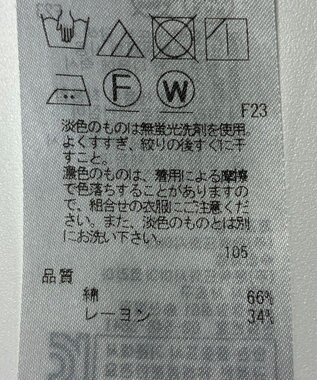 F W
F23
淡色のものは無蛍光洗剤を使用。
よくすすぎ、絞りの後すぐに干
すこと。
濃色のものは、着用による摩擦
で色落ちすることがありますの
で、組合せの衣服にご注意くだ
さい。また、淡色のものとは別
にお洗い下さい。
105
品質
綿 66%
レーヨン 34%